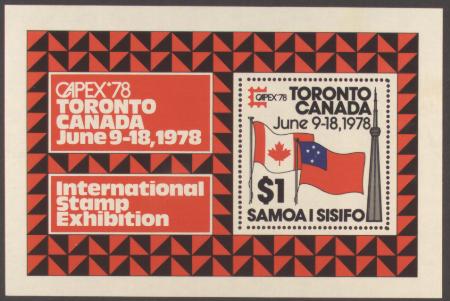 CAPEX '78
TORONTO
CANADA
June 9-18, 1978
International
Stamp
Exhibition
CAPEX '78
TORONTO
CANADA
June 9-18, 1978
$1
SAMOA I SISIFO